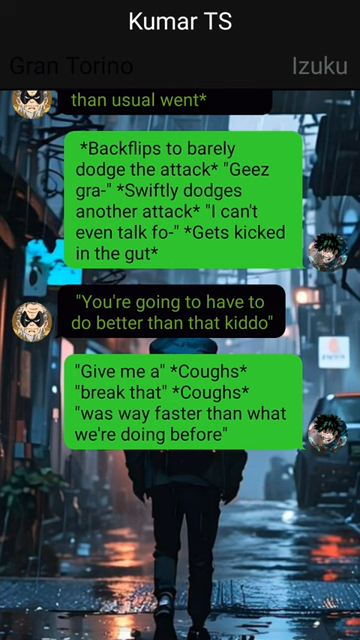 Kumar TS
Gran Torino
Izuku
than usual went*
*Backflips to barely
dodge the attack* "Geez
gra-" *Swiftly dodges
another attack* "I can't
even talk fo-" *Gets kicked
in the gut*
"You're going to have to
do better than that kiddo"
"Give me a" *Coughs*
"break that" *Coughs*
"was way faster than what
we're doing before"